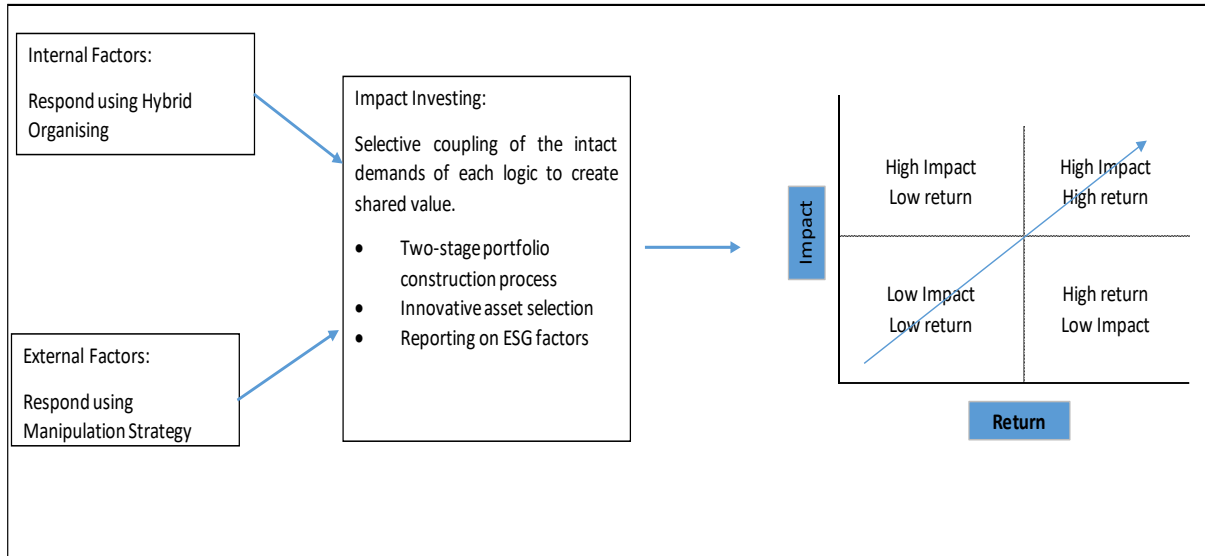 Internal Factors:
Respond using Hybrid
Organising
External Factors:
Respond using
Manipulation Strategy
Impact Investing:
Selective coupling of the intact
demands of each logic to create
shared value.
• Two-stage portfolio
construction process
• Innovative asset selection
• Reporting on ESG factors
Impact
High Impact
Low return
High Impact
High return
Low Impact
Low return
High return
Low Impact
Return